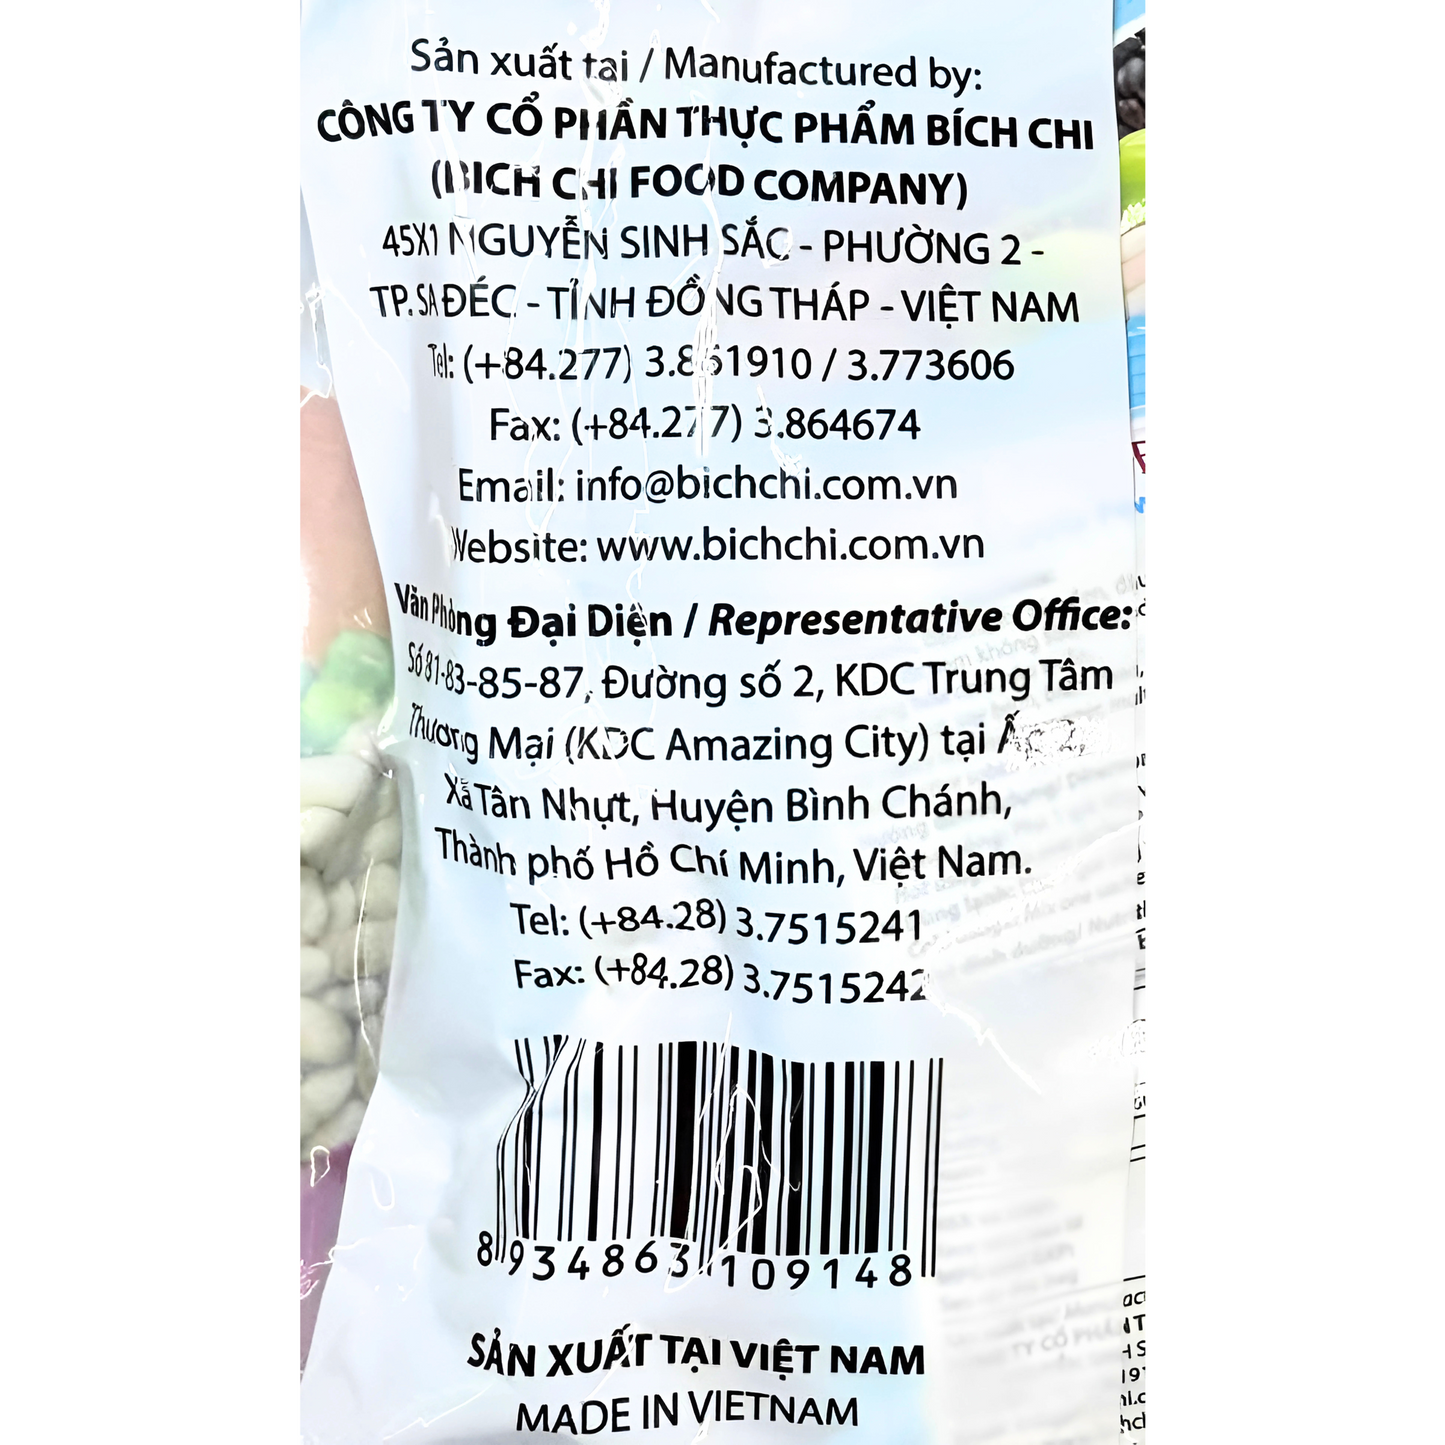 Sản xuất tại / Manufactured by:
CÔNG TY CỔ PHẦN THỰC PHẨM BÍCH CHI
(BICH CHI FOOD COMPANY)
45X1 NGUYỄN SINH SẮC - PHƯỜNG 2 -
TP. SA ĐÉC - TỈNH ĐỒNG THÁP - VIỆT NAM
Tel: (+84.277) 3.861910 / 3.773606
Fax: (+84.277) 3.864674
Email: info@bichchi.com.vn
Website: www.bichchi.com.vn
Văn Phòng Đại Diện / Representative Office:
Số 81-83-85-87, Đường số 2, KDC Trung Tâm
Thương Mại (KDC Amazing City) tại
Xã Tân Nhựt, Huyện Bình Chánh,
Thành phố Hồ Chí Minh, Việt Nam.
Tel: (+84.28) 3.7515241
Fax: (+84.28) 3.7515242
8 934863 109148
SẢN XUẤT TẠI VIỆT NAM
MADE IN VIETNAM